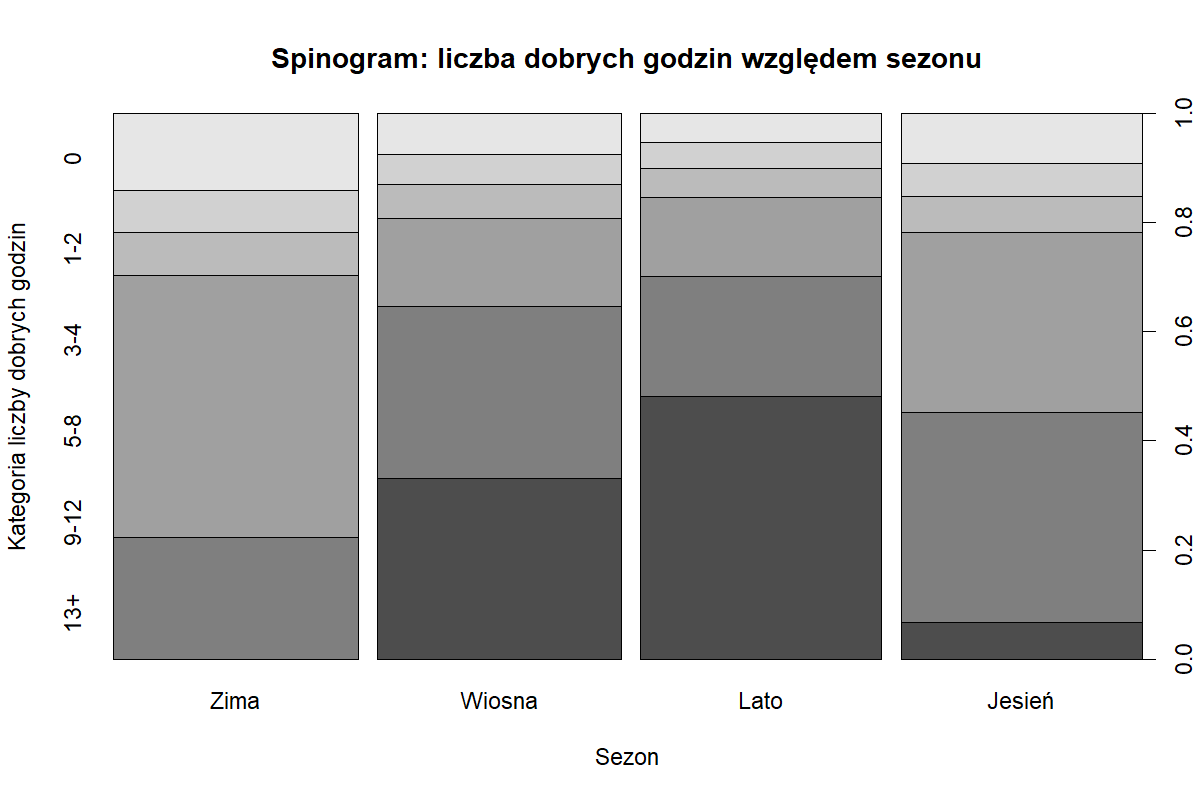 Spinogram: liczba dobrych godzin względem sezonu
Kategoria liczby dobrych godzin
0
1-2
3-4
5-8
9-12
13+
1.0
0.8
0.6
0.4
0.2
0.0
Zima
Wiosna
Lato
Jesień
Sezon